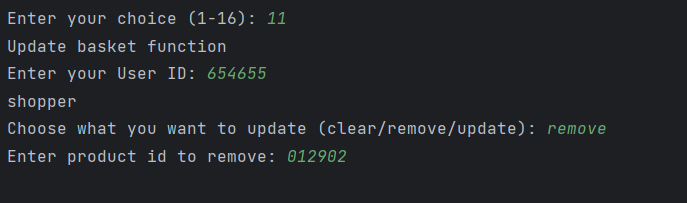 Enter your choice (1-16): 11
Update basket function
Enter your User ID: 654655
shopper
Choose what you want to update (clear/remove/update): remove
Enter product id to remove: 012902